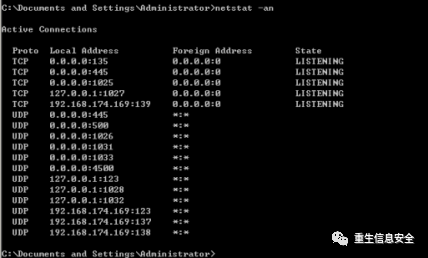 C:\Documents and Settings\Administrator>netstat -an
Active Connections
Proto Local Address Foreign Address State
TCP 0.0.0.0:135 0.0.0.0:0 LISTENING
TCP 0.0.0.0:445 0.0.0.0:0 LISTENING
TCP 0.0.0.0:1025 0.0.0.0:0 LISTENING
TCP 127.0.0.1:1027 0.0.0.0:0 LISTENING
TCP 192.168.174.169:139 0.0.0.0:0 LISTENING
UDP 0.0.0.0:445 *:*
UDP 0.0.0.0:500 *:*
UDP 0.0.0.0:1026 *:*
UDP 0.0.0.0:1031 *:*
UDP 0.0.0.0:1033 *:*
UDP 0.0.0.0:4500 *:*
UDP 127.0.0.1:123 *:*
UDP 127.0.0.1:1028 *:*
UDP 127.0.0.1:1032 *:*
UDP 192.168.174.169:123 *:*
UDP 192.168.174.169:137 *:*
UDP 192.168.174.169:138 *:*
重生信息安全
C:\Documents and Settings\Administrator>